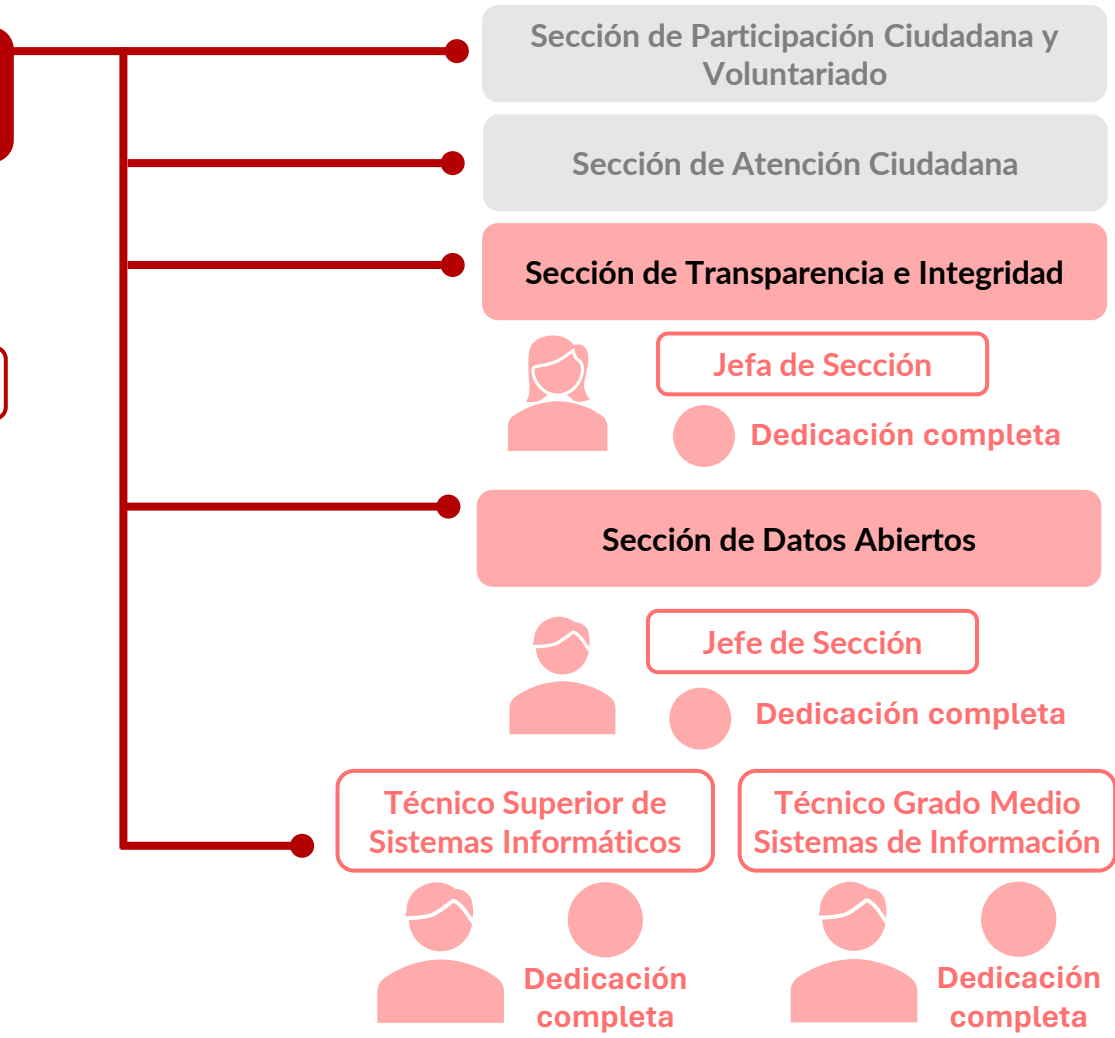 Sección de Participación Ciudadana y
Voluntariado
Sección de Atención Ciudadana
Sección de Transparencia e Integridad
Jefa de Sección
Dedicación completa
Sección de Datos Abiertos
Jefe de Sección
Dedicación completa
Técnico Superior de
Sistemas Informáticos
Técnico Grado Medio
Sistemas de Información
Dedicación
completa
Dedicación
completa